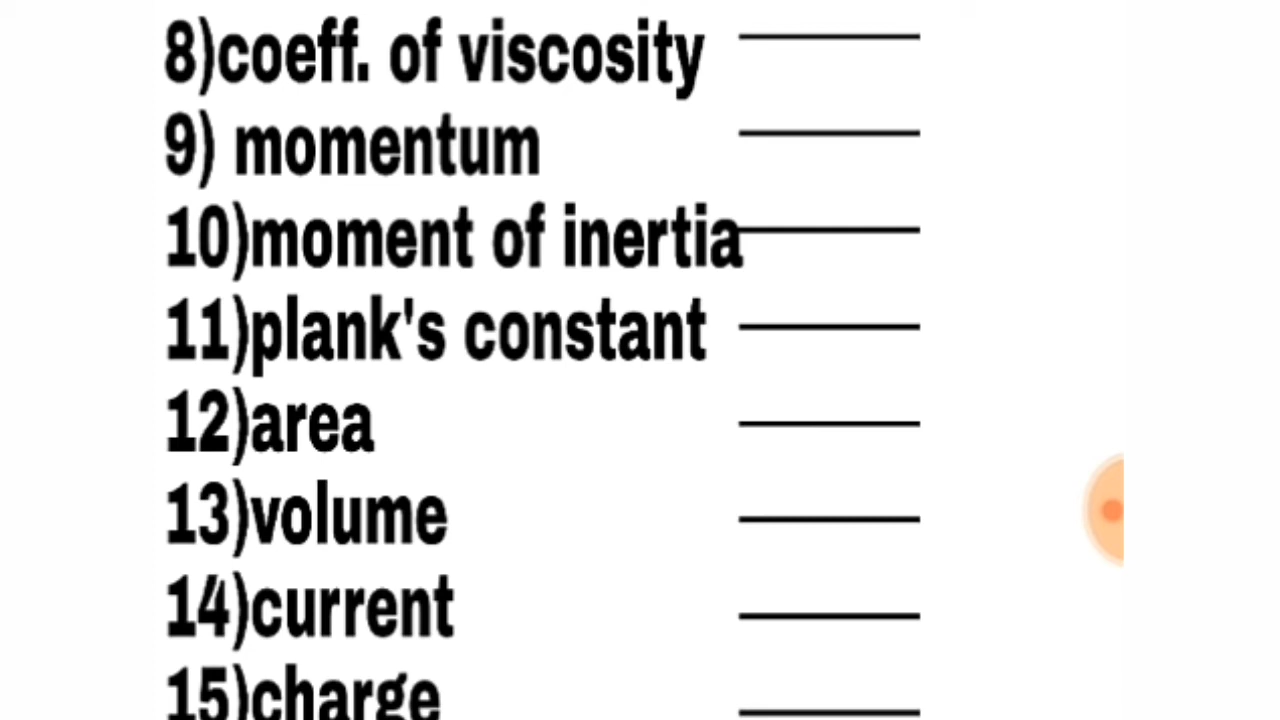 8)coeff. of viscosity
9) momentum
10)moment of inertia
11)plank's constant
12)area
13)volume
14)current
15)charge